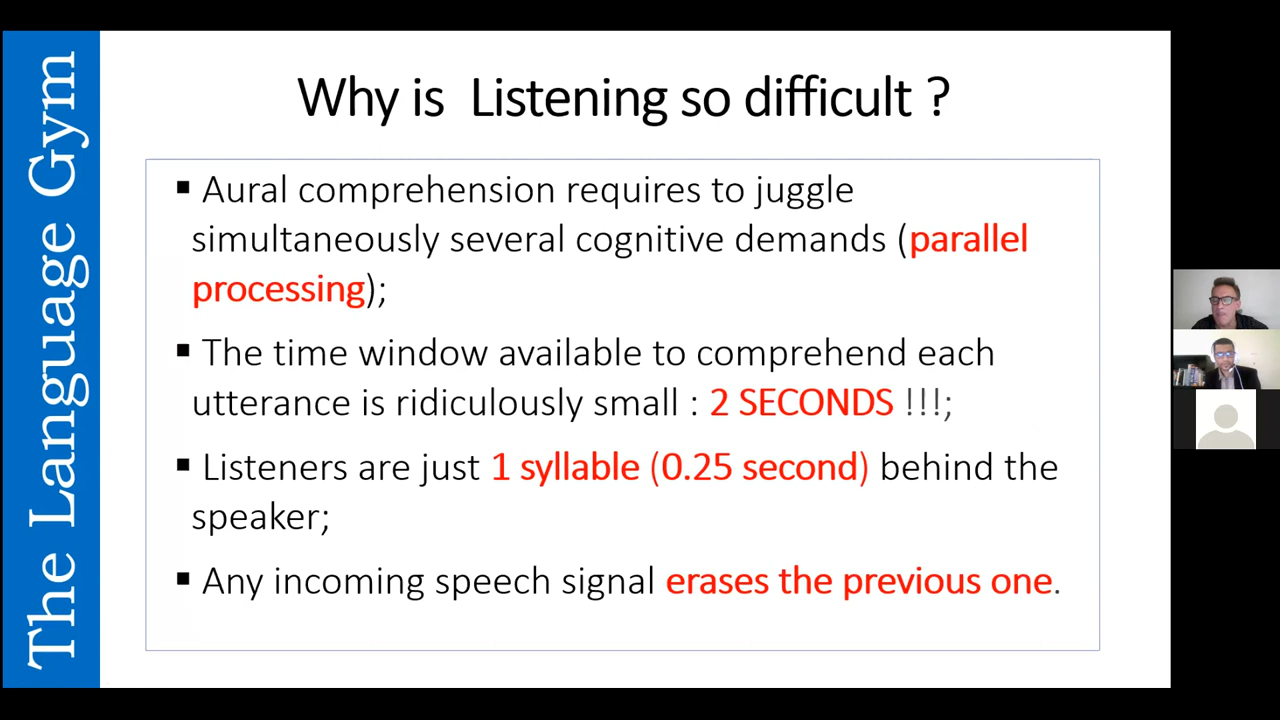 The Language Gym
Why is Listening so difficult ?
▪ Aural comprehension requires to juggle
simultaneously several cognitive demands (parallel
processing);
▪ The time window available to comprehend each
utterance is ridiculously small : 2 SECONDS !!!;
▪ Listeners are just 1 syllable (0.25 second) behind the
speaker;
▪ Any incoming speech signal erases the previous one.